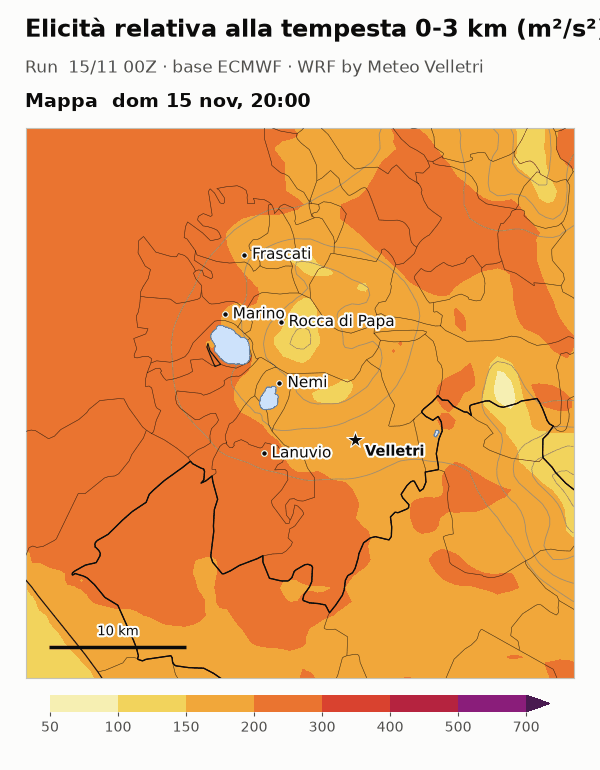 Elicità relativa alla tempesta 0-3 km (m²/s²)
Run  15/11 00Z · base ECMWF · WRF by Meteo Velletri
Mappa  dom 15 nov, 20:00
Frascati
Marino
Rocca di Papa
Nemi
Velletri
Lanuvio
10 km
50 100 150 200 300 400 500 700